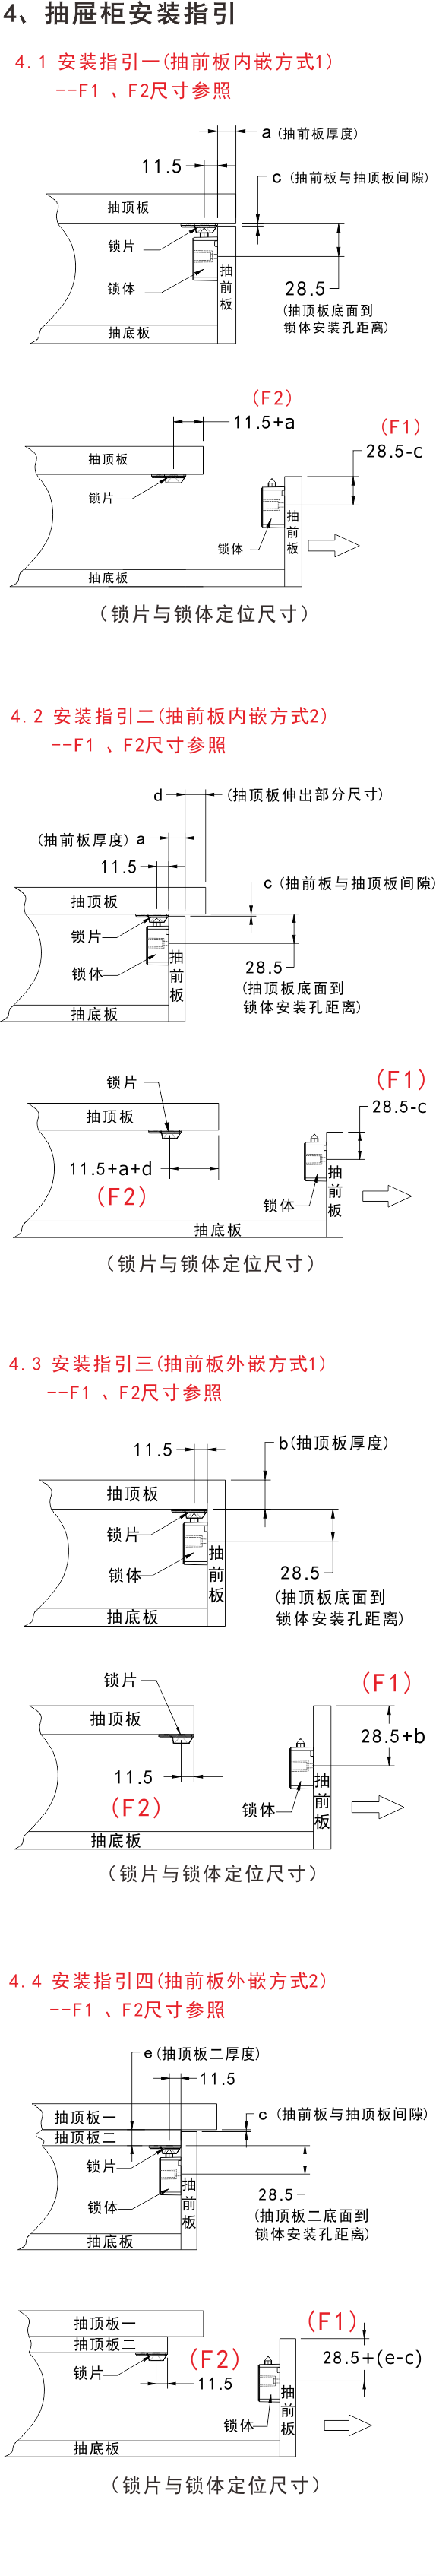 4、抽屉柜安装指引
4.1 安装指引一(抽前板内嵌方式1)
--F1 、F2尺寸参照
a (抽前板厚度)
11.5
c (抽前板与抽顶板间隙)
抽顶板
锁片
锁体
抽前板
28.5
(抽顶板底面到
锁体安装孔距离)
抽底板
(F2)
11.5+a
(F1)
28.5-c
抽顶板
锁片
锁体
抽前板
抽底板
(锁片与锁体定位尺寸)
4.2 安装指引二(抽前板内嵌方式2)
--F1 、F2尺寸参照
d (抽顶板伸出部分尺寸)
(抽前板厚度) a
11.5
c (抽前板与抽顶板间隙)
抽顶板
锁片
锁体
抽前板
28.5
(抽顶板底面到
锁体安装孔距离)
抽底板
锁片
(F1)
28.5-c
抽顶板
11.5+a+d
(F2)
锁体
抽前板
抽底板
(锁片与锁体定位尺寸)
4.3 安装指引三(抽前板外嵌方式1)
--F1 、F2尺寸参照
11.5
b(抽顶板厚度)
抽顶板
锁片
锁体
抽前板
28.5
(抽顶板底面到
锁体安装孔距离)
抽底板
锁片
(F1)
抽顶板
28.5+b
11.5
(F2)
锁体
抽前板
抽底板
(锁片与锁体定位尺寸)
4.4 安装指引四(抽前板外嵌方式2)
--F1 、F2尺寸参照
e (抽顶板二厚度)
11.5
抽顶板一
c (抽前板与抽顶板间隙)
抽顶板二
锁片
锁体
抽前板
28.5
(抽顶板二底面到
锁体安装孔距离)
抽底板
(F1)
抽顶板一
抽顶板二
(F2)
28.5+(e-c)
锁片
11.5
锁体
抽前板
抽底板
(锁片与锁体定位尺寸)